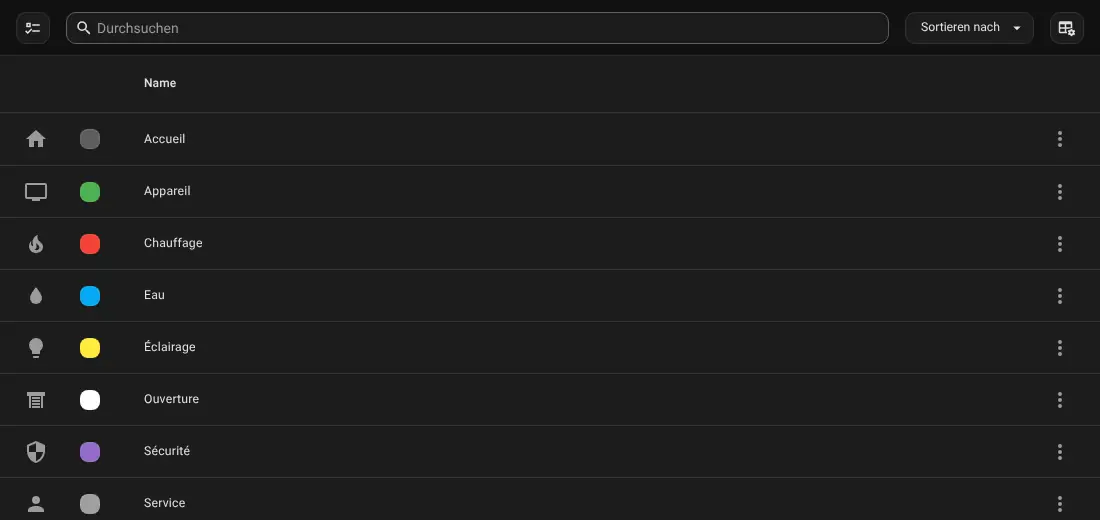 Durchsuchen
Sortieren nach
Name
Accueil
Appareil
Chauffage
Eau
Éclairage
Ouverture
Sécurité
Service